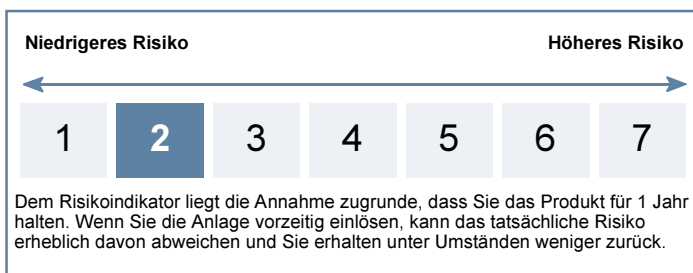 Niedrigeres Risiko Höheres Risiko
1 2 3 4 5 6 7
Dem Risikoindikator liegt die Annahme zugrunde, dass Sie das Produkt für 1 Jahr
halten. Wenn Sie die Anlage vorzeitig einlösen, kann das tatsächliche Risiko
erheblich davon abweichen und Sie erhalten unter Umständen weniger zurück.